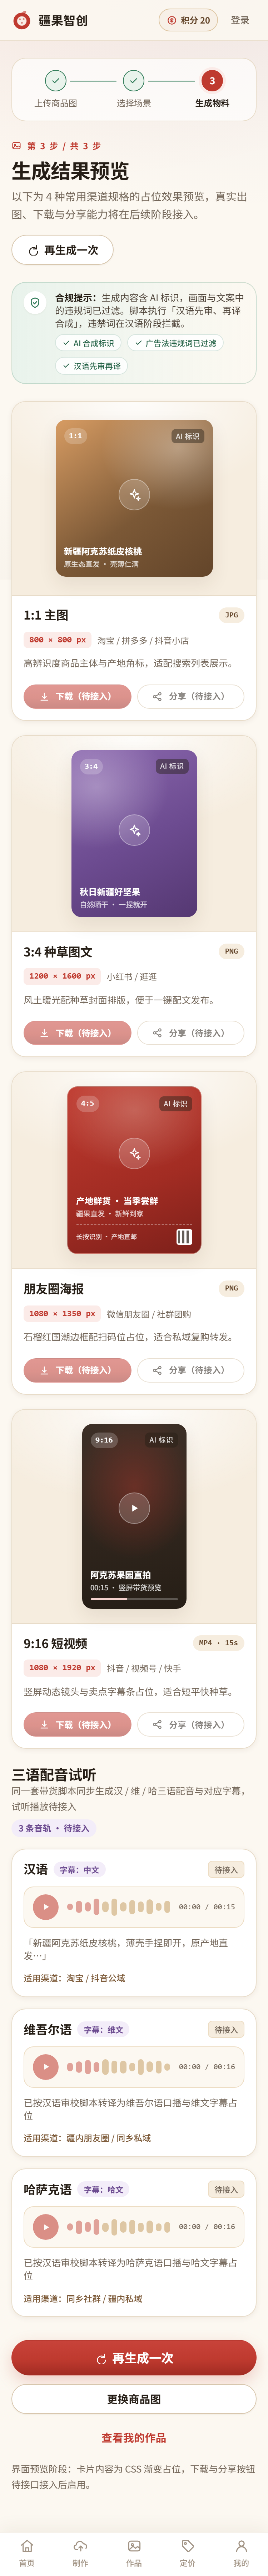 疆果智创
积分 20
登录
上传商品图
选择场景
3
生成物料
第 3 步 / 共 3 步
生成结果预览
以下为 4 种常用渠道规格的占位效果预览，真实出
图、下载与分享能力将在后续阶段接入。
再生成一次
合规提示：生成内容含 AI 标识，画面与文案中
的违规词已过滤。脚本执行「汉语先审、再译
合成」，违禁词在汉语阶段拦截。
AI 合成标识
广告法违规词已过滤
汉语先审再译
1:1
AI 标识
新疆阿克苏纸皮核桃
原生态直发 · 壳薄仁满
1:1 主图
JPG
800 × 800 px
淘宝 / 拼多多 / 抖音小店
高辨识度商品主体与产地角标，适配搜索列表展示。
下载（待接入）
分享（待接入）
3:4
AI 标识
秋日新疆好坚果
自然晒干 · 一捏就开
3:4 种草图文
PNG
1200 × 1600 px
小红书 / 逛逛
风土暖光配种草封面排版，便于一键配文发布。
下载（待接入）
分享（待接入）
4:5
AI 标识
产地鲜货 · 当季尝鲜
疆果直发 · 新鲜到家
长按识别 · 产地直邮
朋友圈海报
PNG
1080 × 1350 px
微信朋友圈 / 社群团购
石榴红国潮边框配扫码位占位，适合私域复购转发。
下载（待接入）
分享（待接入）
9:16
AI 标识
阿克苏果园直拍
00:15 · 竖屏带货预览
9:16 短视频
MP4 · 15s
1080 × 1920 px
抖音 / 视频号 / 快手
竖屏动态镜头与卖点字幕条占位，适合短平快种草。
下载（待接入）
分享（待接入）
三语配音试听
同一套带货脚本同步生成汉 / 维 / 哈三语配音与对应字幕，
试听播放待接入
3 条音轨 · 待接入
汉语
字幕：中文
待接入
00:00 / 00:15
「新疆阿克苏纸皮核桃，薄壳手捏即开，原产地直
发…」
适用渠道：淘宝 / 抖音公域
维吾尔语
字幕：维文
待接入
00:00 / 00:16
已按汉语审校脚本转译为维吾尔语口播与维文字幕占
位
适用渠道：疆内朋友圈 / 同乡私域
哈萨克语
字幕：哈文
待接入
00:00 / 00:16
已按汉语审校脚本转译为哈萨克语口播与哈文字幕占
位
适用渠道：同乡社群 / 疆内私域
再生成一次
更换商品图
查看我的作品
界面预览阶段：卡片内容为 CSS 渐变占位，下载与分享按钮
待接口接入后启用。
首页
制作
作品
定价
我的